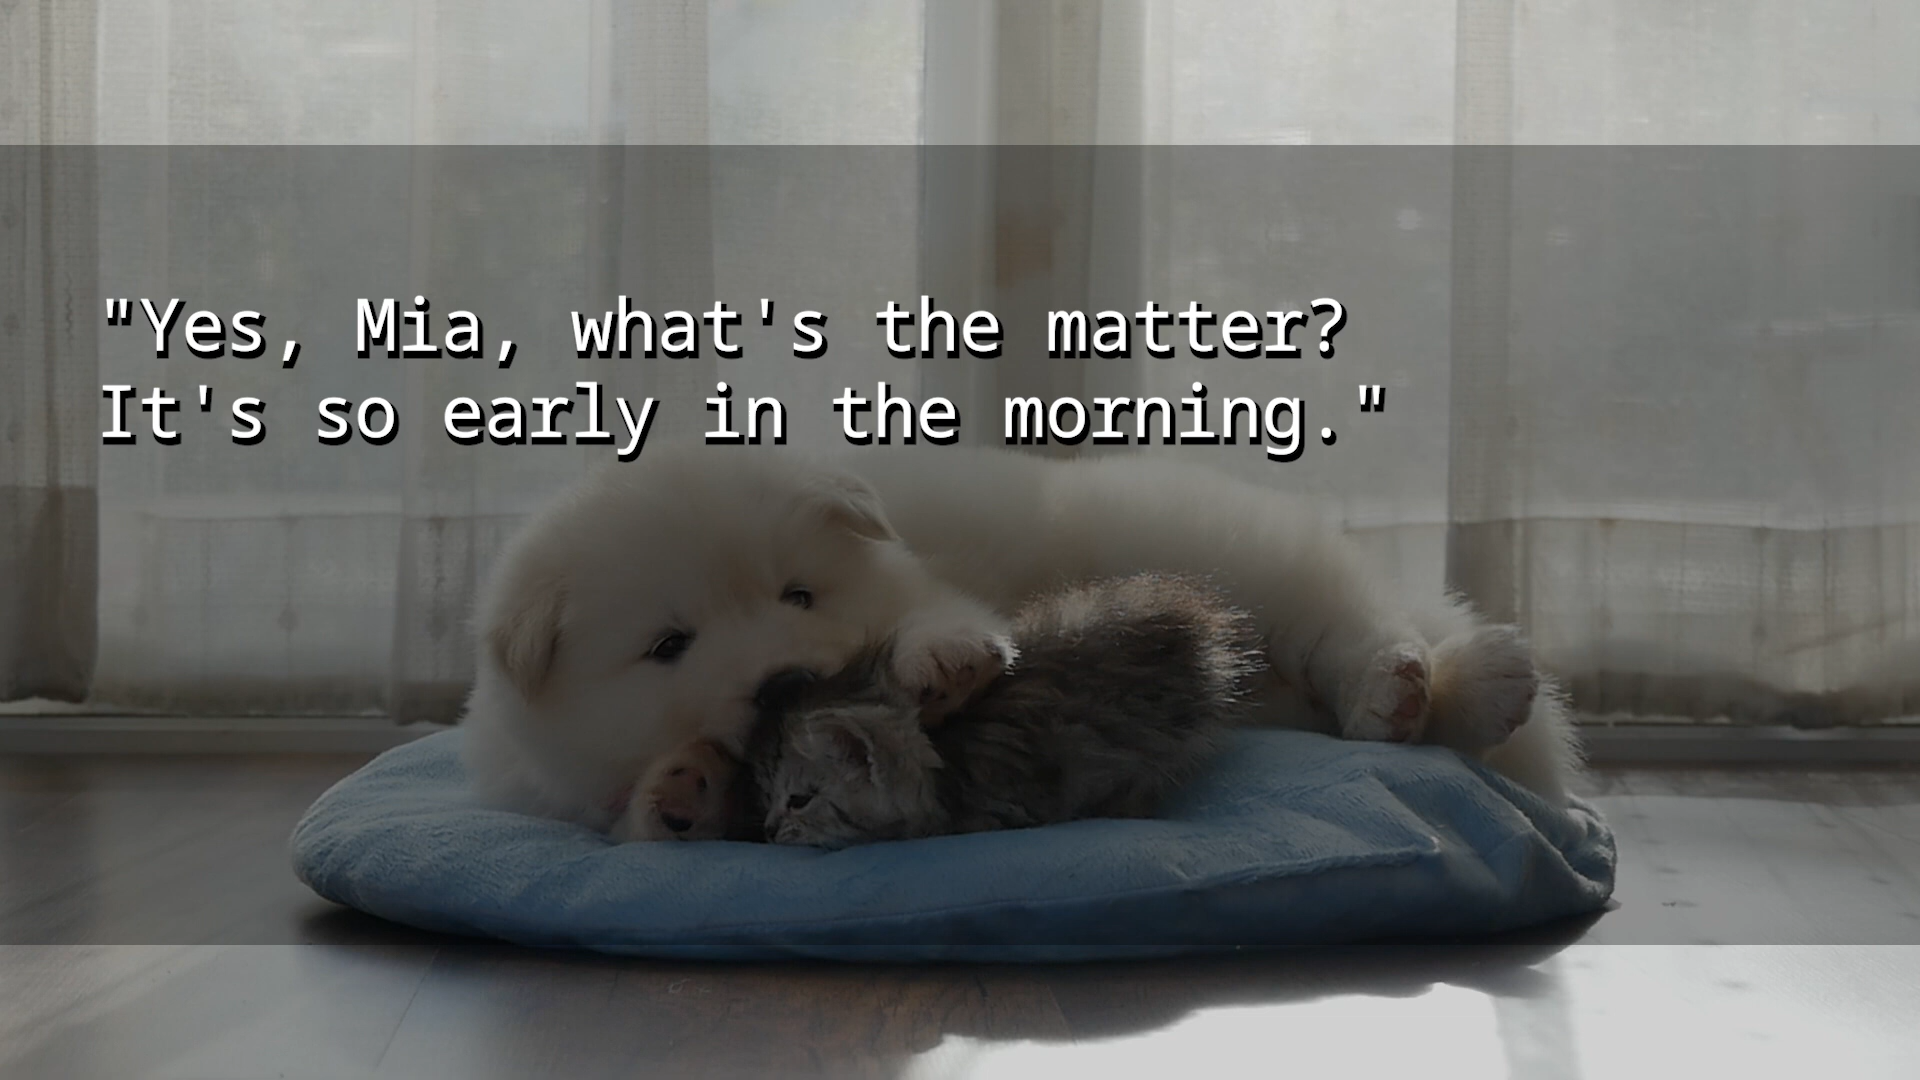 "Yes, Mia, what's the matter?
It's so early in the morning."